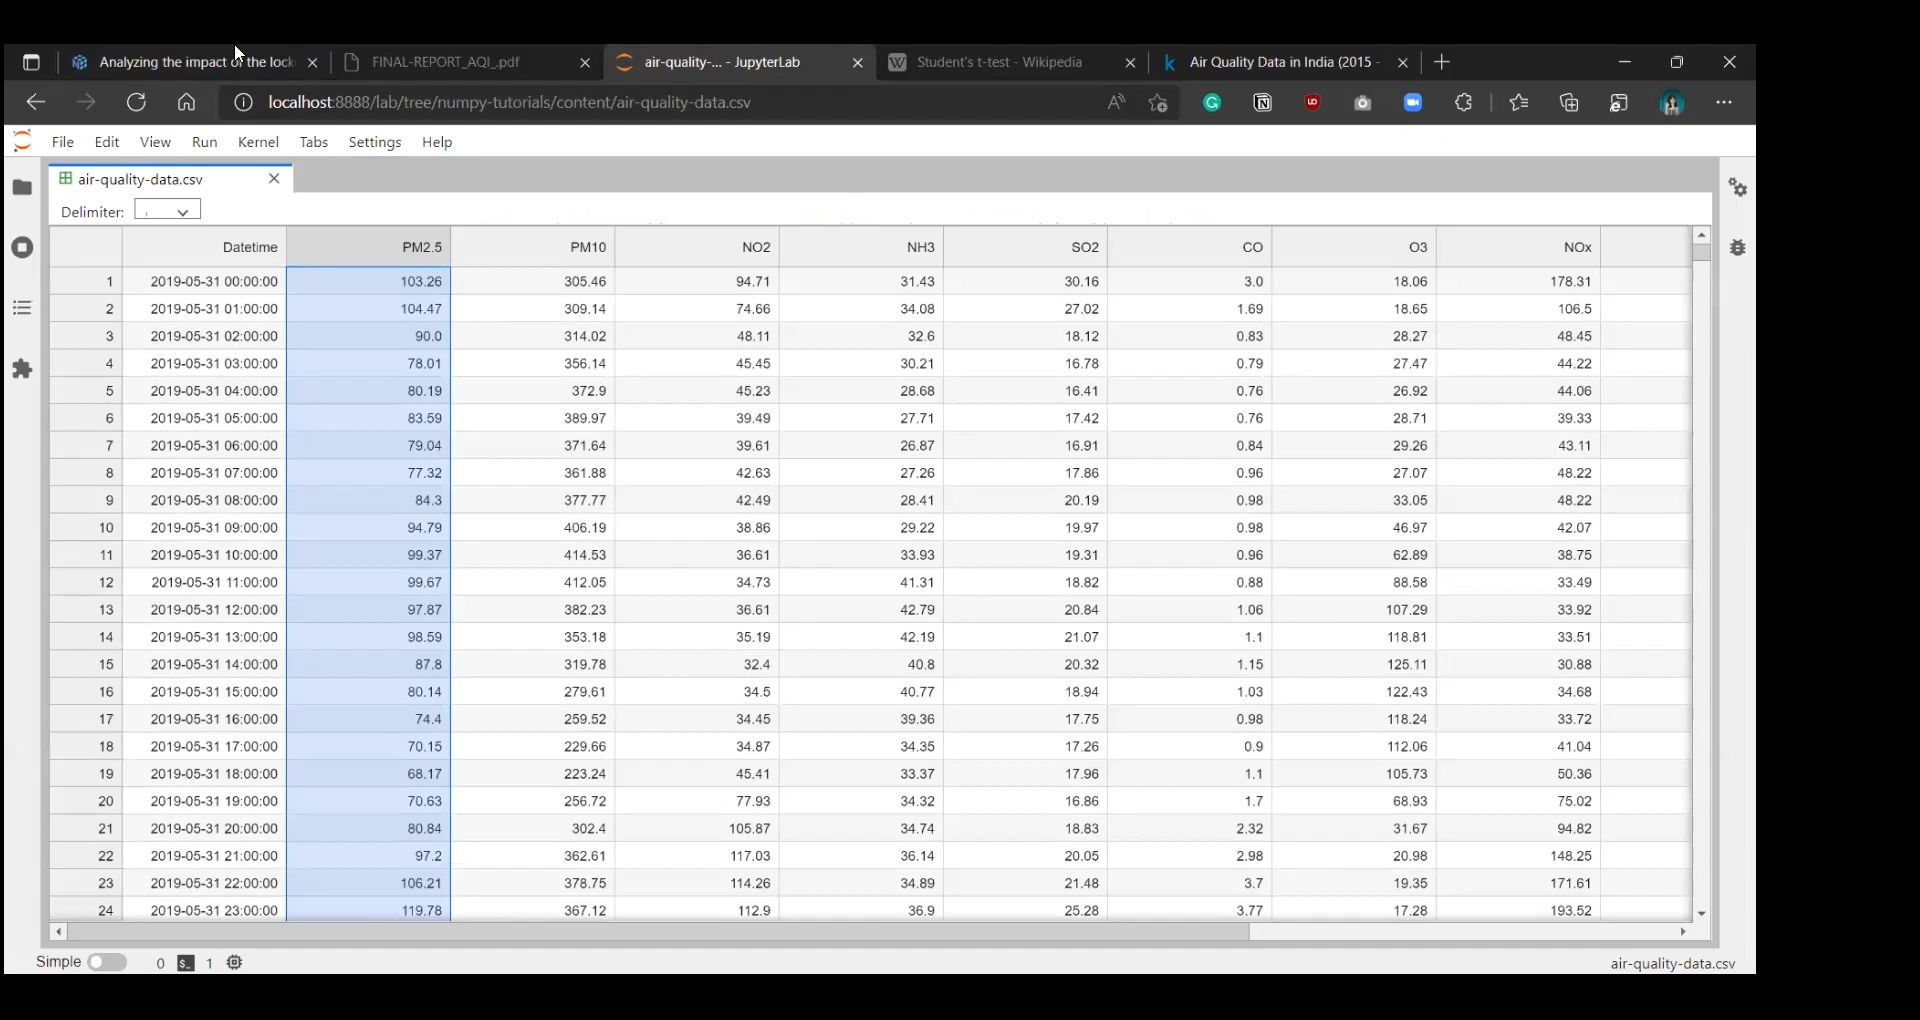 Analyzing the impact of the lock
FINAL-REPORT_AQI_.pdf
air-quality-... - JupyterLab
Student's t-test - Wikipedia
Air Quality Data in India (2015 -
localhost:8888/lab/tree/numpy-tutorials/content/air-quality-data.csv
File Edit View Run Kernel Tabs Settings Help
air-quality-data.csv
Delimiter: ,
Datetime PM2.5 PM10 NO2 NH3 SO2 CO O3 NOx
1 2019-05-31 00:00:00 103.26 305.46 94.71 31.43 30.16 3.0 18.06 178.31
2 2019-05-31 01:00:00 104.47 309.14 74.66 34.08 27.02 1.69 18.65 106.5
3 2019-05-31 02:00:00 90.0 314.02 48.11 32.6 18.12 0.83 28.27 48.45
4 2019-05-31 03:00:00 78.01 356.14 45.45 30.21 16.78 0.79 27.47 44.22
5 2019-05-31 04:00:00 80.19 372.9 45.23 28.68 16.41 0.76 26.92 44.06
6 2019-05-31 05:00:00 83.59 389.97 39.49 27.71 17.42 0.76 28.71 39.33
7 2019-05-31 06:00:00 79.04 371.64 39.61 26.87 16.91 0.84 29.26 43.11
8 2019-05-31 07:00:00 77.32 361.88 42.63 27.26 17.86 0.96 27.07 48.22
9 2019-05-31 08:00:00 84.3 377.77 42.49 28.41 20.19 0.98 33.05 48.22
10 2019-05-31 09:00:00 94.79 406.19 38.86 29.22 19.97 0.98 46.97 42.07
11 2019-05-31 10:00:00 99.37 414.53 36.61 33.93 19.31 0.96 62.89 38.75
12 2019-05-31 11:00:00 99.67 412.05 34.73 41.31 18.82 0.88 88.58 33.49
13 2019-05-31 12:00:00 97.87 382.23 36.61 42.79 20.84 1.06 107.29 33.92
14 2019-05-31 13:00:00 98.59 353.18 35.19 42.19 21.07 1.1 118.81 33.51
15 2019-05-31 14:00:00 87.8 319.78 32.4 40.8 20.32 1.15 125.11 30.88
16 2019-05-31 15:00:00 80.14 279.61 34.5 40.77 18.94 1.03 122.43 34.68
17 2019-05-31 16:00:00 74.4 259.52 34.45 39.36 17.75 0.98 118.24 33.72
18 2019-05-31 17:00:00 70.15 229.66 34.87 34.35 17.26 0.9 112.06 41.04
19 2019-05-31 18:00:00 68.17 223.24 45.41 33.37 17.96 1.1 105.73 50.36
20 2019-05-31 19:00:00 70.63 256.72 77.93 34.32 16.86 1.7 68.93 75.02
21 2019-05-31 20:00:00 80.84 302.4 105.87 34.74 18.83 2.32 31.67 94.82
22 2019-05-31 21:00:00 97.2 362.61 117.03 36.14 20.05 2.98 20.98 148.25
23 2019-05-31 22:00:00 106.21 378.75 114.26 34.89 21.48 3.7 19.35 171.61
24 2019-05-31 23:00:00 119.78 367.12 112.9 36.9 25.28 3.77 17.28 193.52
Simple 0 $_ 1 air-quality-data.csv